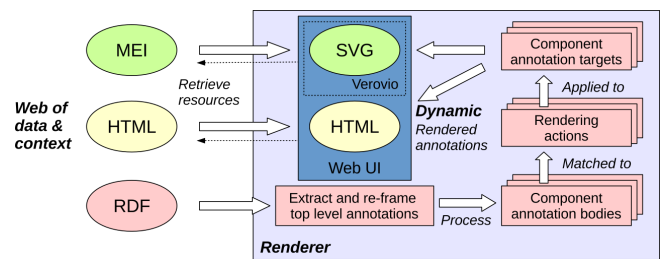 MEI
SVG
Component
annotation targets
Verovio
Retrieve
resources
Applied to
Web of
data &
context
HTML
HTML
Dynamic
Rendered
annotations
Rendering
actions
Web UI
Matched to
RDF
Extract and re-frame
top level annotations
Process
Component
annotation bodies
Renderer